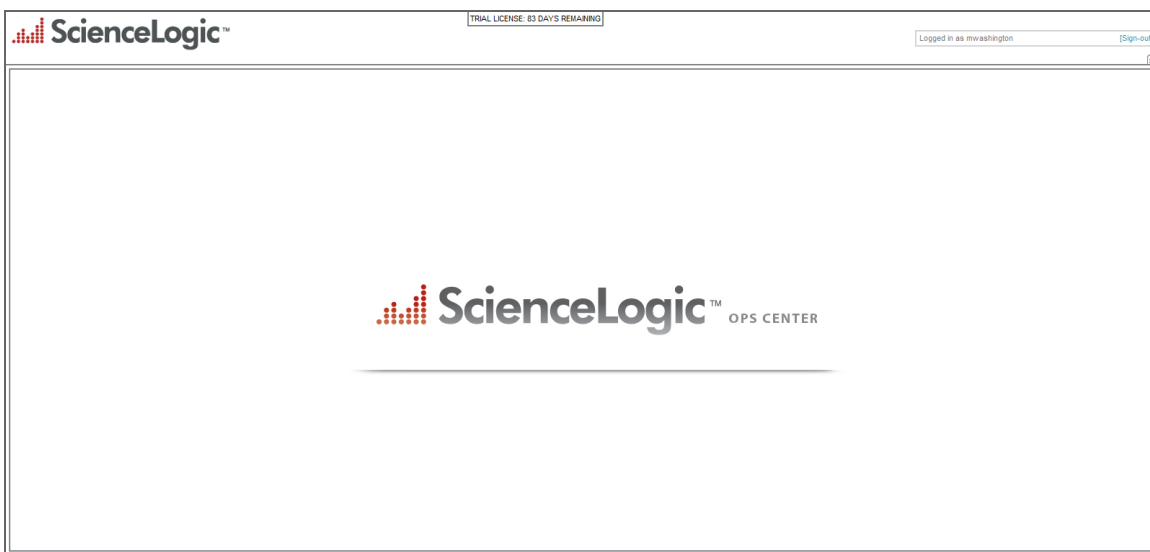 TRIAL LICENSE: 83 DAYS REMAINING
ScienceLogic™
Logged in as mwashington [Sign-out
ScienceLogic™ OPS CENTER